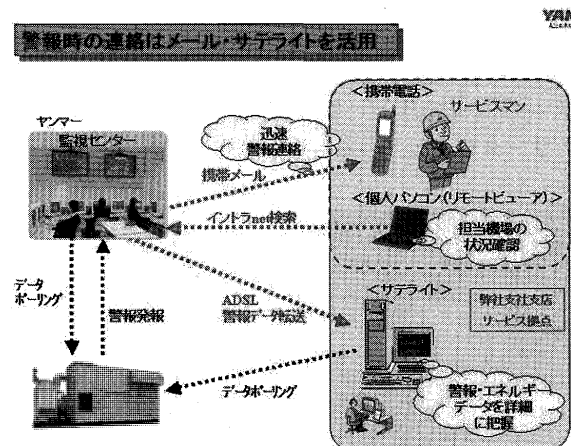 YAN
警報時の連絡はメール・サテライトを活用
ヤンマー
監視センター
迅速
警報連絡
携帯メール
イントラnet検索
＜携帯電話＞
サービスマン
＜個人パソコン（リモートビューア）＞
担当機場の
状況確認
データ
ポーリング
警報発報
ADSL
警報データ転送
＜サテライト＞
弊社支社支店
サービス拠点
データポーリング
警報・エネルギ
データを詳細
に把握